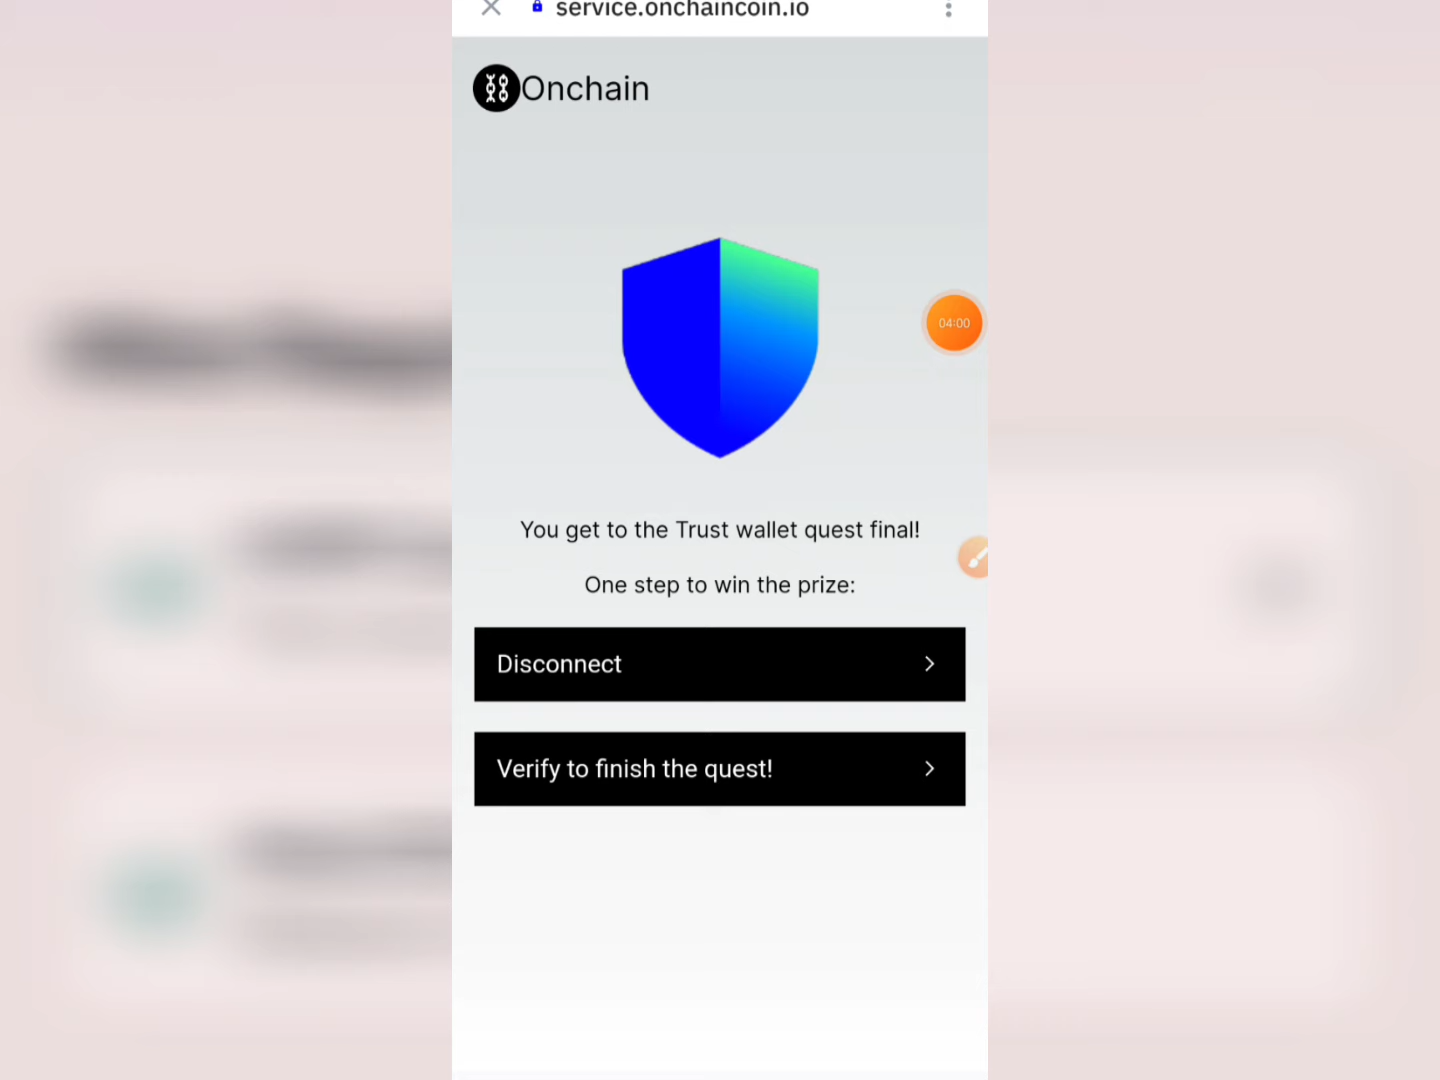 service.onchaincoin.io
Onchain
04:00
You get to the Trust wallet quest final!
One step to win the prize:
Disconnect
Verify to finish the quest!